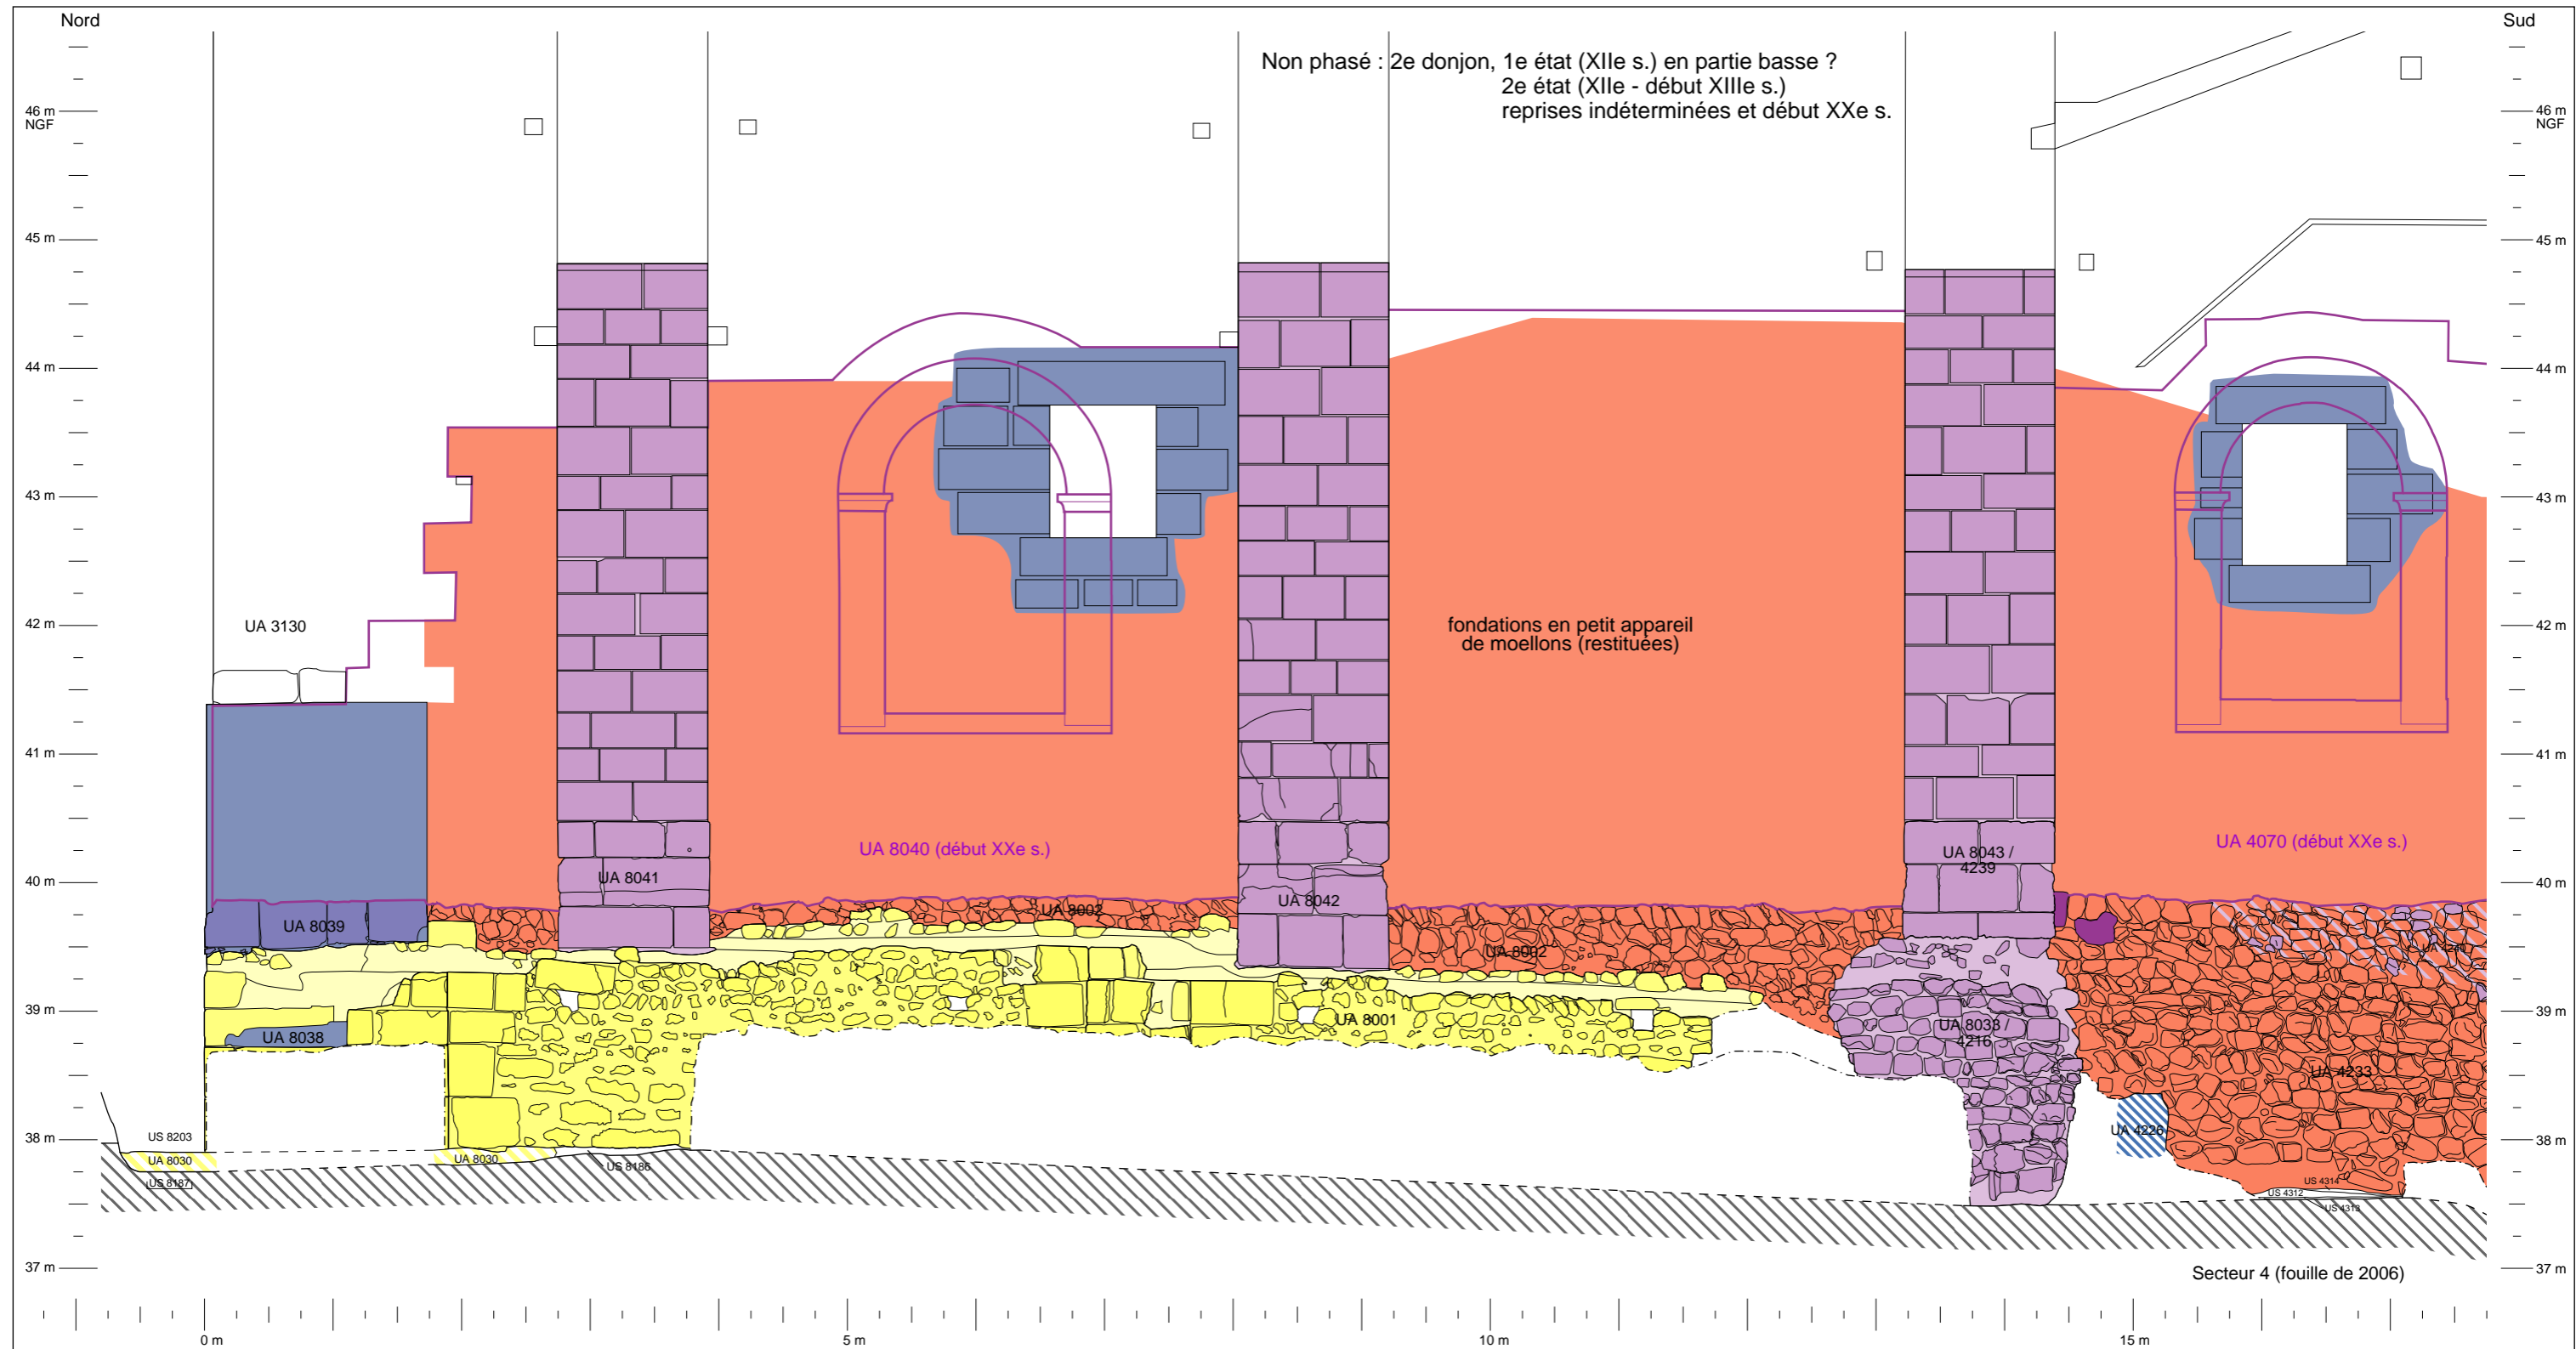 Nord
Sud
Non phasé : 2e donjon, 1e état (XIIe s.) en partie basse ?
2e état (XIIe - début XIIIe s.)
reprises indéterminées et début XXe s.
46 m
NGF
46 m
NGF
45 m
45 m
44 m
44 m
43 m
43 m
UA 3130
fondations en petit appareil
de moellons (restituées)
42 m
42 m
41 m
41 m
UA 8040 (début XXe s.)
UA 4070 (début XXe s.)
UA 8043 /
4239
UA 8041
40 m
40 m
UA 8042
UA 8002
UA 8039
UA 8002
UA 4240
39 m
39 m
UA 8001
UA 8038
UA 8033 /
4216
UA 4233
UA 4226
38 m
38 m
US 8203
UA 8030
UA 8030
US 8186
US 8187
US 4314
US 4312
US 4313
37 m
37 m
Secteur 4 (fouille de 2006)
0 m
5 m
10 m
15 m